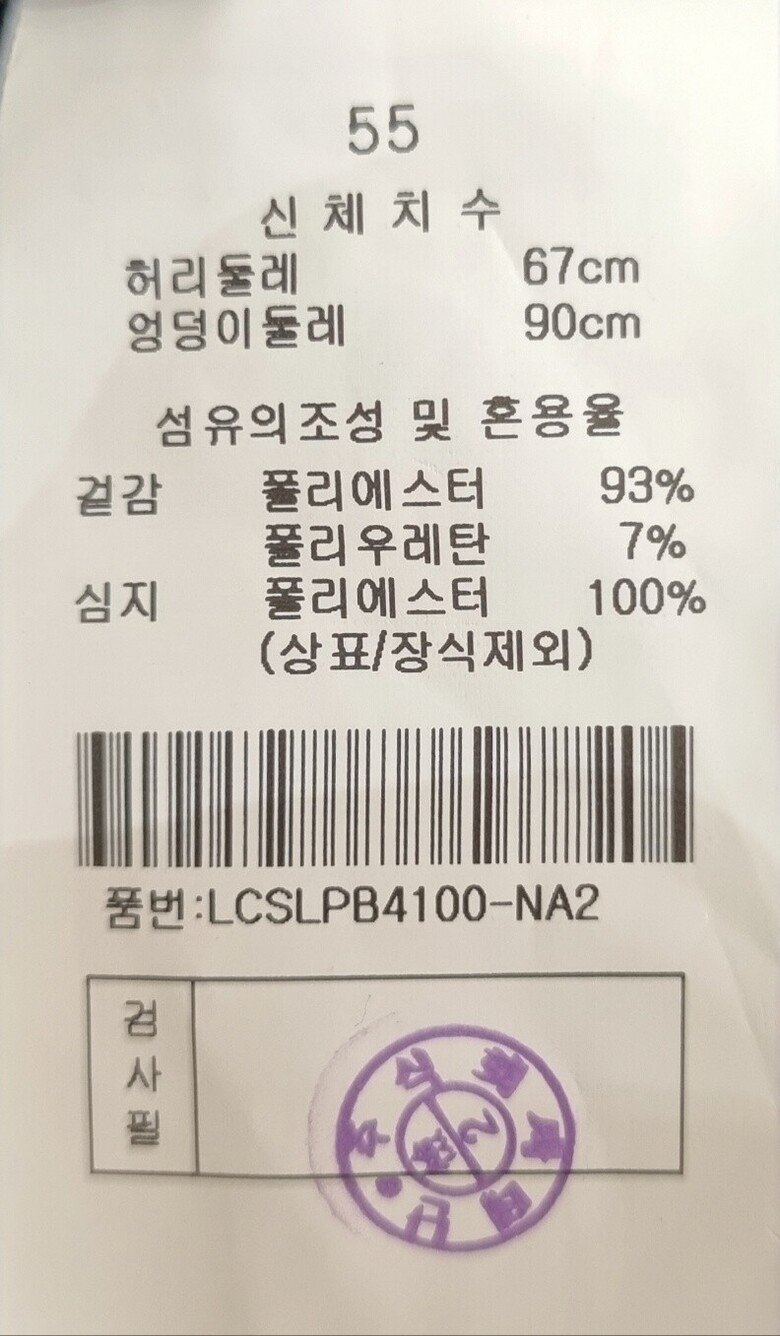 55
신체치수
허리둘레 67cm
엉덩이둘레 90cm
섬유의조성 및 혼용율
겉감 폴리에스터 93%
폴리우레탄 7%
심지 폴리에스터 100%
(상표/장식제외)
품번:LCSLPB4100-NA2
검사필